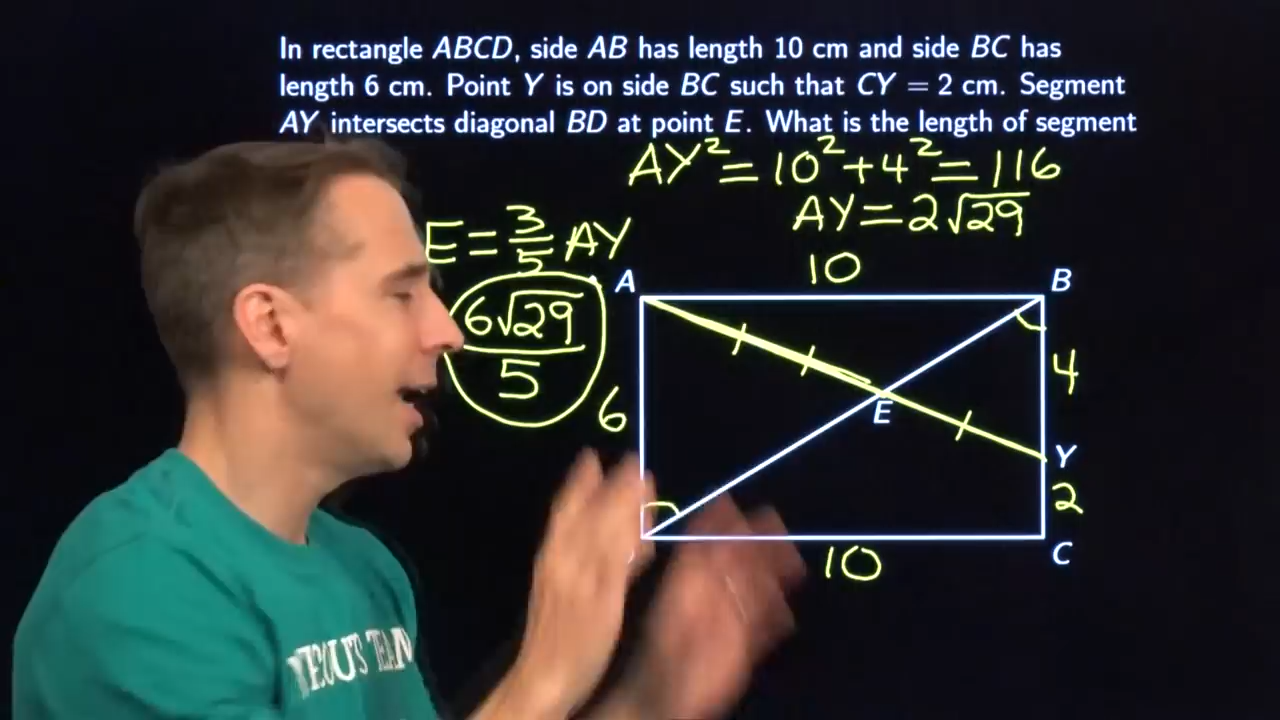 In rectangle ABCD, side AB has length 10 cm and side BC has
length 6 cm. Point Y is on side BC such that CY = 2 cm. Segment
AY intersects diagonal BD at point E. What is the length of segment
AY² = 10² + 4² = 116
AY = 2√29
E = 3/5 AY
6√29/5
10
A
B
6
4
E
Y
2
C
10
TEAM